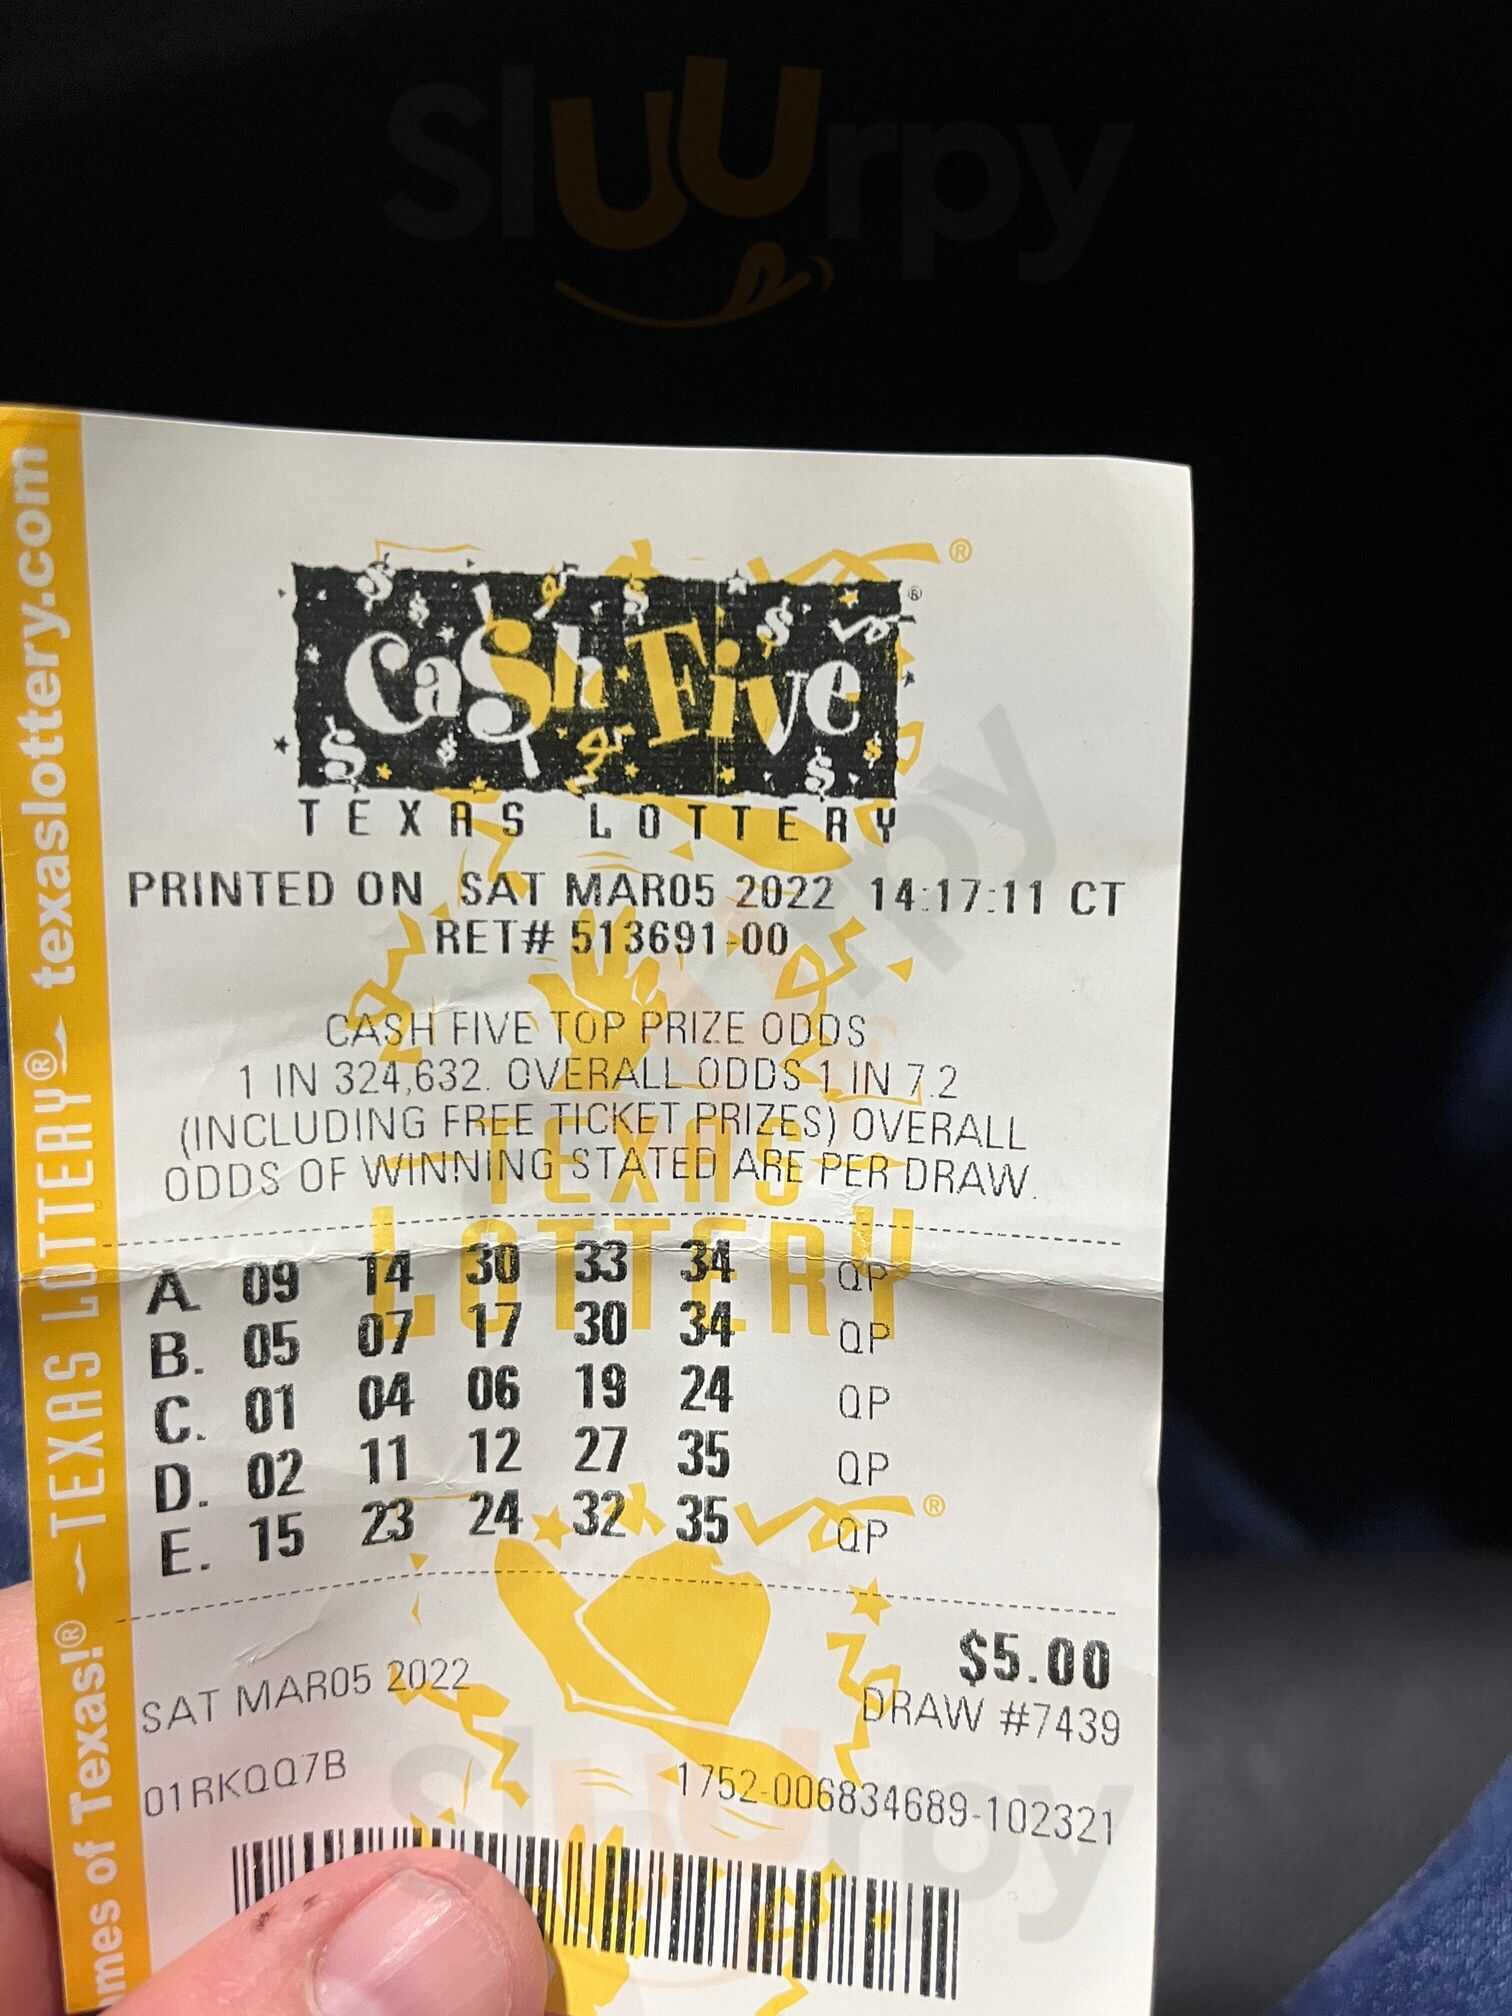 Sluurpy
®
Cash Five ®
TEXAS LOTTERY
PRINTED ON SAT MAR05 2022 14:17:11 CT
RET# 513691-00
CASH FIVE TOP PRIZE ODDS
1 IN 324,632. OVERALL ODDS 1 IN 7.2
(INCLUDING FREE TICKET PRIZES) OVERALL
ODDS OF WINNING STATED ARE PER DRAW.
TEXAS
LOTTERY
A. 09 14 30 33 34 QP
B. 05 07 17 30 34 QP
C. 01 04 06 19 24 QP
D. 02 11 12 27 35 QP
E. 15 23 24 32 35 QP
®
$5.00
SAT MAR05 2022 DRAW #7439
01RKQQ7B 1752-006834689-102321
Sluurpy
of Texas!® TEXAS LOTTERY® texaslottery.com